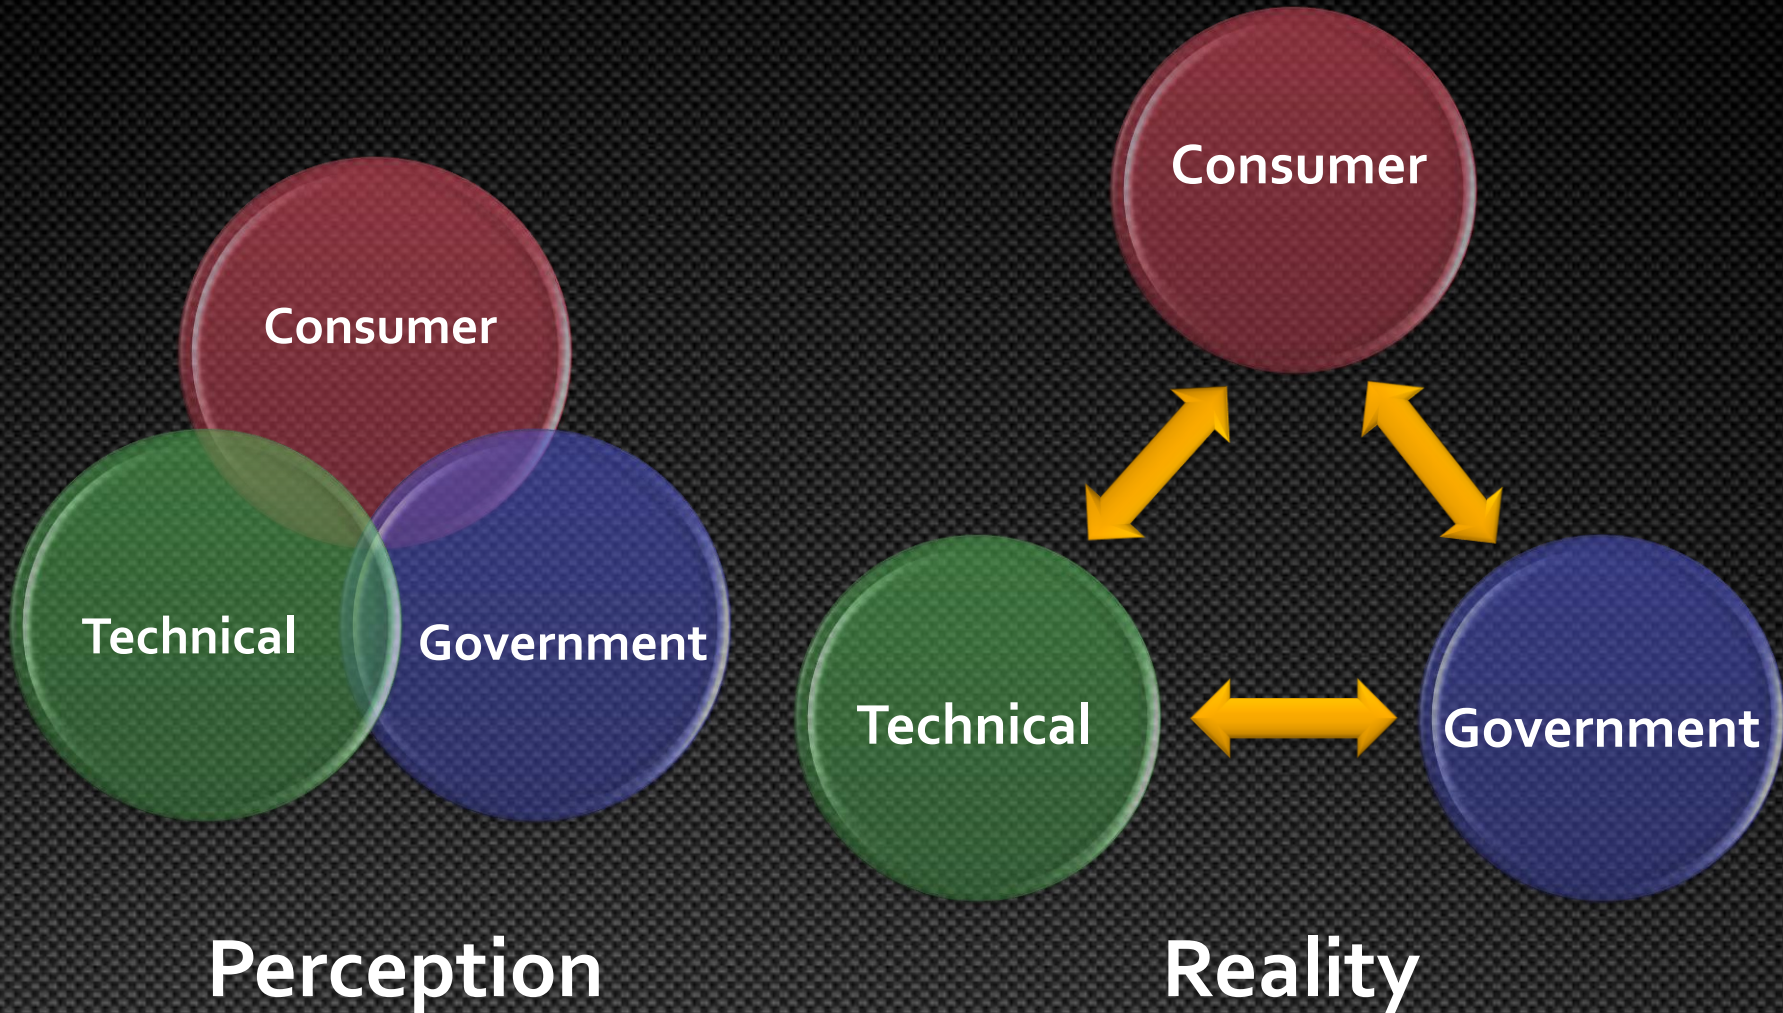 Consumer
Technical
Government
Perception
Consumer
Technical
Government
Reality